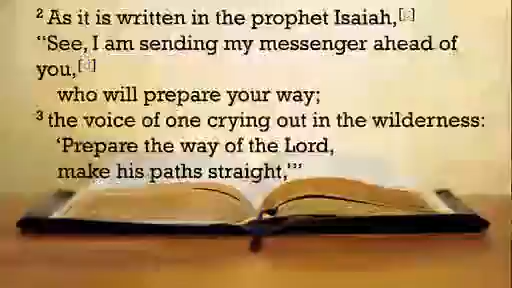 ² As it is written in the prophet Isaiah,[c]
“See, I am sending my messenger ahead of
you,[d]
who will prepare your way;
³ the voice of one crying out in the wilderness:
‘Prepare the way of the Lord,
make his paths straight,’”